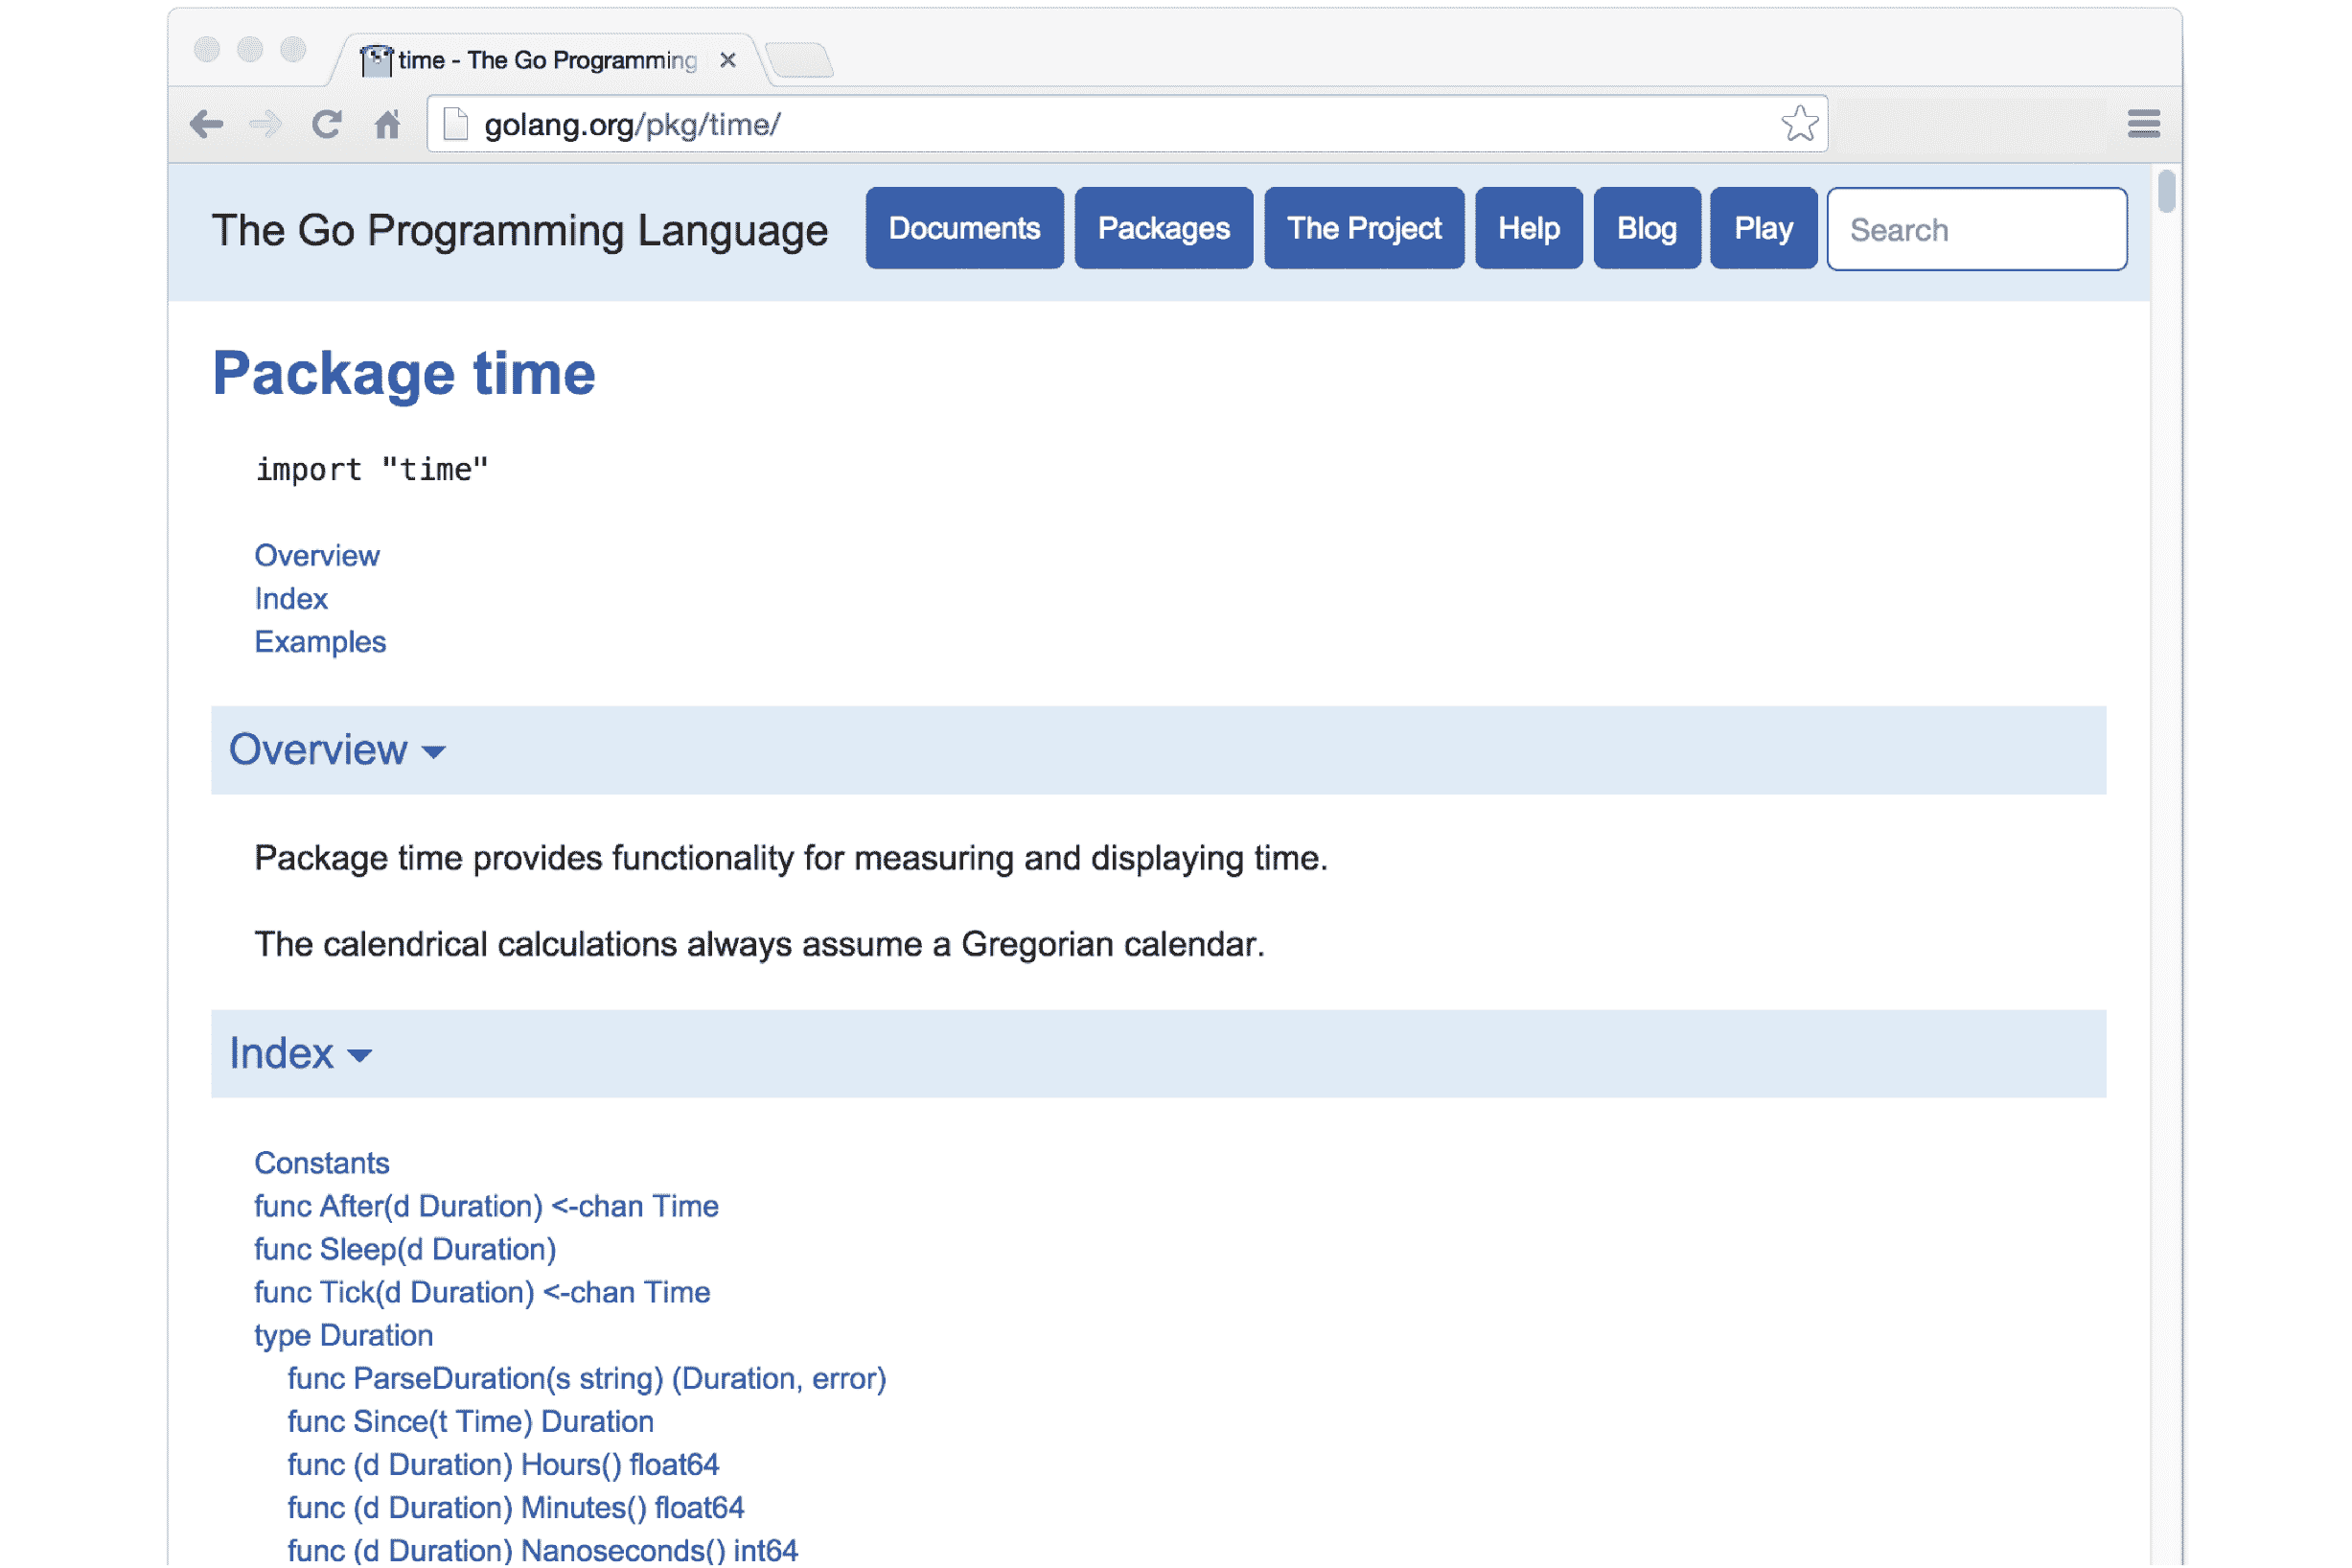 time - The Go Programming
golang.org/pkg/time/
The Go Programming Language
Documents
Packages
The Project
Help
Blog
Play
Search
Package time
import "time"
Overview
Index
Examples
Overview
Package time provides functionality for measuring and displaying time.
The calendrical calculations always assume a Gregorian calendar.
Index
Constants
func After(d Duration) <-chan Time
func Sleep(d Duration)
func Tick(d Duration) <-chan Time
type Duration
func ParseDuration(s string) (Duration, error)
func Since(t Time) Duration
func (d Duration) Hours() float64
func (d Duration) Minutes() float64
func (d Duration) Nanoseconds() int64